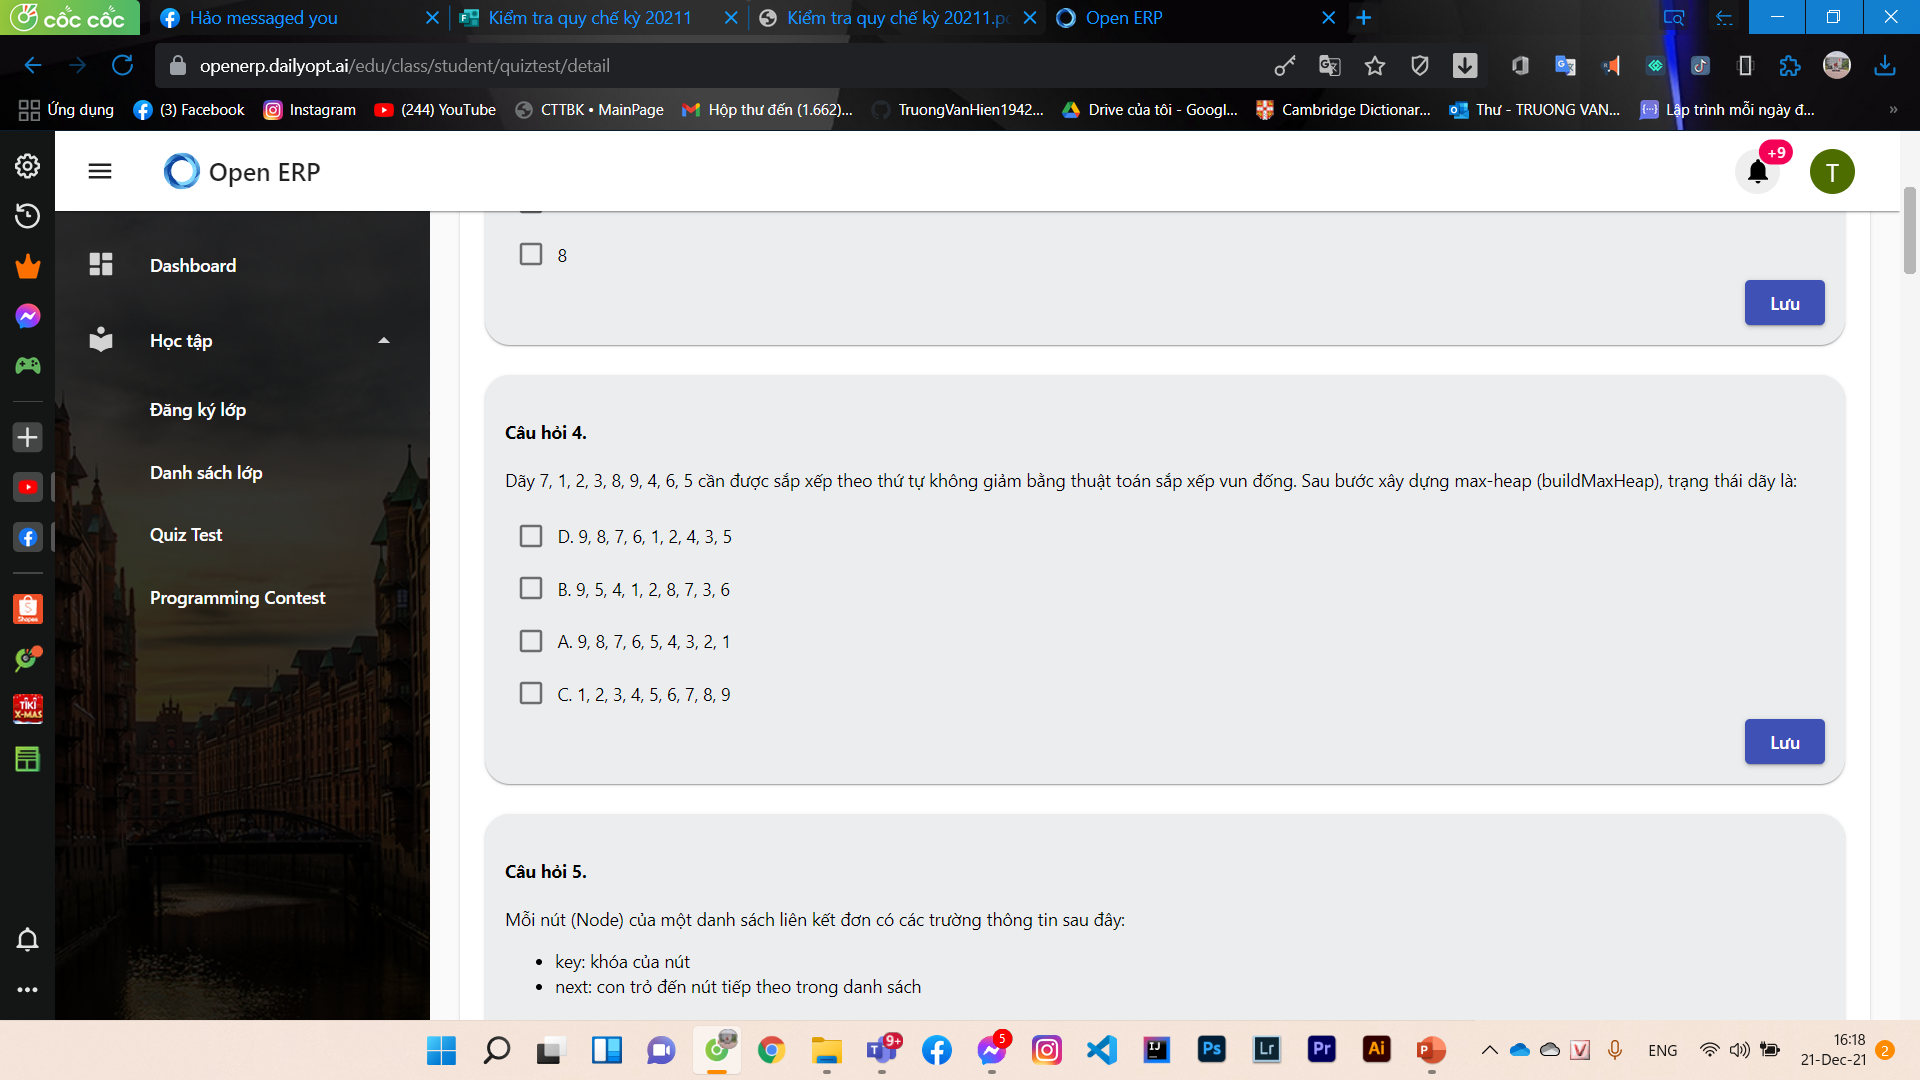 cốc cốc
Hảo messaged you
Kiểm tra quy chế kỳ 20211
Kiểm tra quy chế kỳ 20211.pc
Open ERP
openerp.dailyopt.ai/edu/class/student/quiztest/detail
Ứng dụng
(3) Facebook
Instagram
(244) YouTube
CTTBK • MainPage
Hộp thư đến (1.662)...
TruongVanHien1942...
Drive của tôi - Googl...
Cambridge Dictionar...
Thư - TRUONG VAN...
Lập trình mỗi ngày đ...
»
Open ERP
+9
T
Dashboard
Học tập
Đăng ký lớp
Danh sách lớp
Quiz Test
Programming Contest
Shopee
TIKI
X-MAS
8
Lưu
Câu hỏi 4.
Dãy 7, 1, 2, 3, 8, 9, 4, 6, 5 cần được sắp xếp theo thứ tự không giảm bằng thuật toán sắp xếp vun đống. Sau bước xây dựng max-heap (buildMaxHeap), trạng thái dãy là:
D. 9, 8, 7, 6, 1, 2, 4, 3, 5
B. 9, 5, 4, 1, 2, 8, 7, 3, 6
A. 9, 8, 7, 6, 5, 4, 3, 2, 1
C. 1, 2, 3, 4, 5, 6, 7, 8, 9
Lưu
Câu hỏi 5.
Mỗi nút (Node) của một danh sách liên kết đơn có các trường thông tin sau đây:
• key: khóa của nút
• next: con trỏ đến nút tiếp theo trong danh sách
9+
5
IJ
Ps
Lr
Pr
Ai
P
V
ENG
16:18
21-Dec-21
2